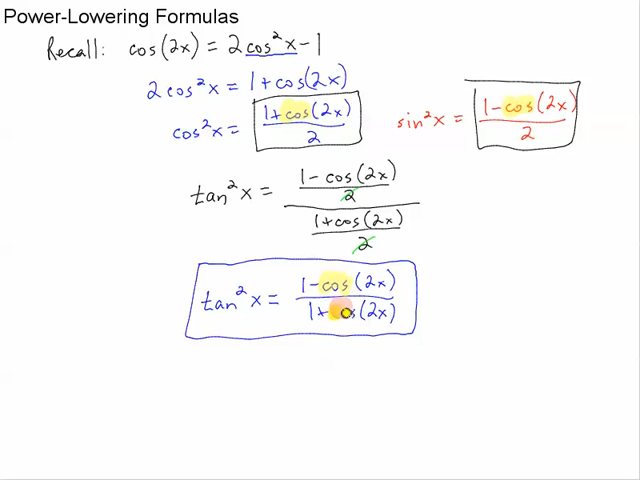 Power-Lowering Formulas
Recall: cos(2x) = 2cos²x - 1
2cos²x = 1 + cos(2x)
cos²x = (1 + cos(2x))/2
sin²x = (1 - cos(2x))/2
tan²x = ((1 - cos(2x))/2)/((1 + cos(2x))/2)
tan²x = (1 - cos(2x))/(1 + cos(2x))